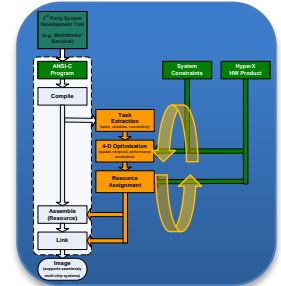 3rd Party System
Development Tool
(e.g. MathWorks
Simulink)
ANSI-C
Program
System
Constraints
HyperX
HW Product
Compile
Task
Extraction
(tasks, variables, connectivity)
4-D Optimization
(spatial, temporal, performance
constraints)
Resource
Assignment
Assemble
(Resource)
Link
Image
(supports seamlessly
multi-chip systems)